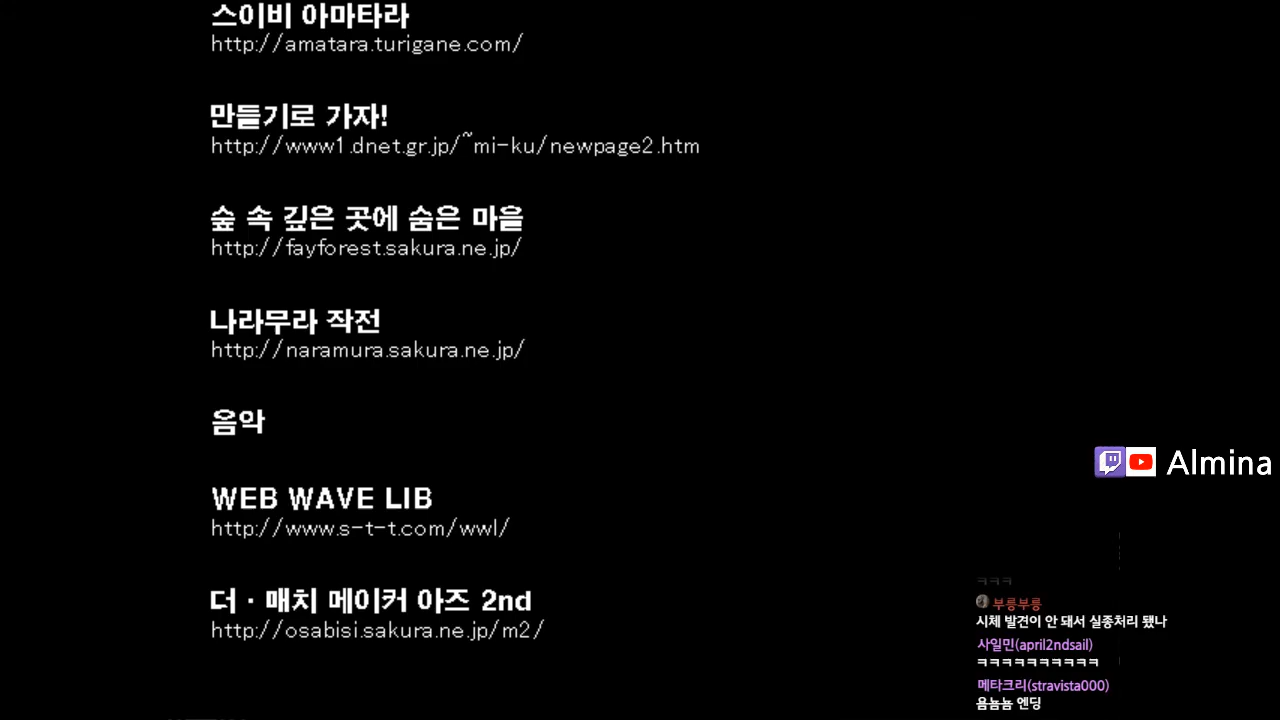 스이비 아마타라
http://amatara.turigane.com/
만들기로 가자!
http://www1.dnet.gr.jp/~mi-ku/newpage2.htm
숲 속 깊은 곳에 숨은 마을
http://fayforest.sakura.ne.jp/
나라무라 작전
http://naramura.sakura.ne.jp/
음악
WEB WAVE LIB
http://www.s-t-t.com/wwl/
더·매치 메이커 아즈 2nd
http://osabisi.sakura.ne.jp/m2/
Almina
ㅋㅋㅋ
부릉부릉
시체 발견이 안 돼서 실종처리 됐나
사일민(april2ndsail)
ㅋㅋㅋㅋㅋㅋㅋㅋㅋㅋ
메타크리(stravista000)
욤뇸뇸 엔딩